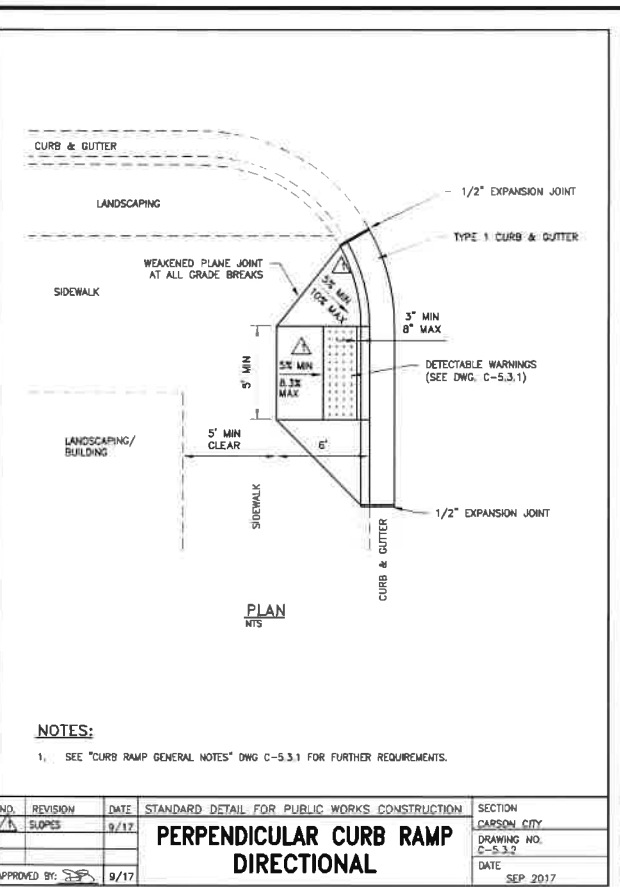 CURB & GUTTER
1/2" EXPANSION JOINT
LANDSCAPING
TYPE 1 CURB & GUTTER
WEAKENED PLANE JOINT
AT ALL GRADE BREAKS
SIDEWALK
5% MIN
10% MAX
3" MIN
8" MAX
5' MIN
5% MIN
8.3%
MAX
DETECTABLE WARNINGS
(SEE DWG. C-5.3.1)
LANDSCAPING/
BUILDING
5' MIN
CLEAR
6'
SIDEWALK
1/2" EXPANSION JOINT
CURB & GUTTER
PLAN
NTS
NOTES:
1. SEE "CURB RAMP GENERAL NOTES" DWG C-5.3.1 FOR FURTHER REQUIREMENTS.
NO. REVISION DATE
SLOPES 9/17
APPROVED BY: 9/17
STANDARD DETAIL FOR PUBLIC WORKS CONSTRUCTION
PERPENDICULAR CURB RAMP
DIRECTIONAL
SECTION
CARSON CITY
DRAWING NO.
C-5.3.2
DATE
SEP 2017